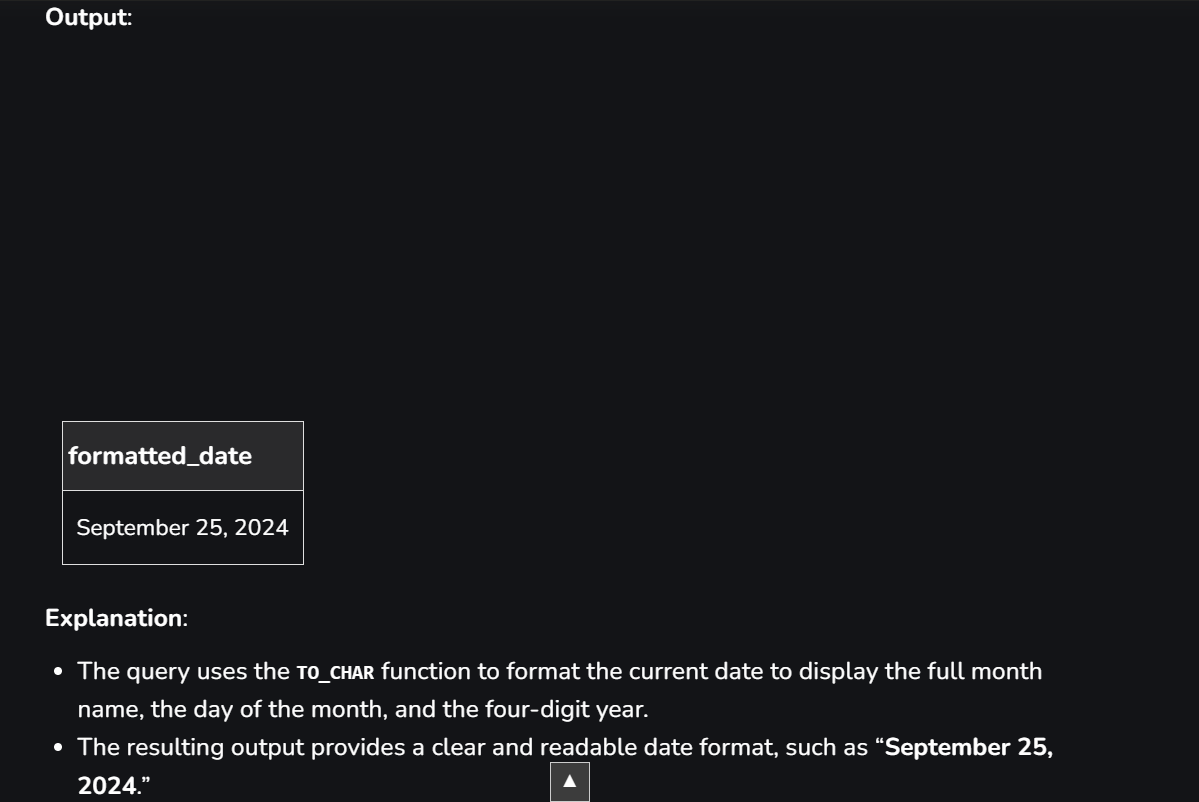 Output:
formatted_date
September 25, 2024
Explanation:
The query uses the TO_CHAR function to format the current date to display the full month
name, the day of the month, and the four-digit year.
The resulting output provides a clear and readable date format, such as “September 25,
2024.”